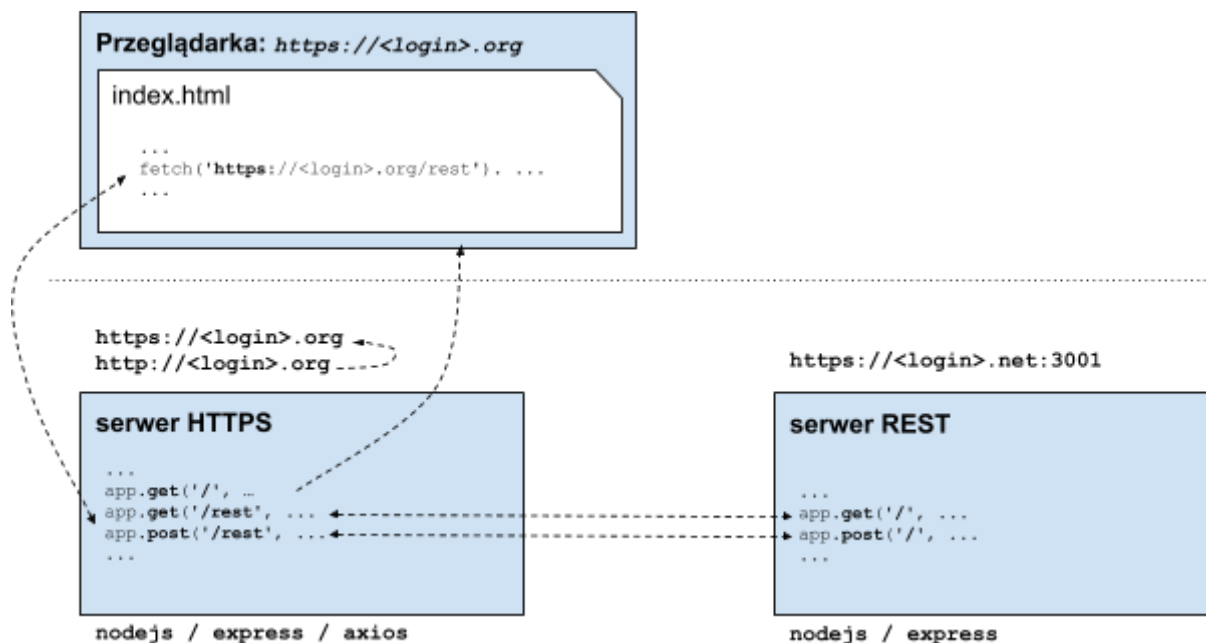 Przeglądarka: https://<login>.org
index.html
...
fetch('https://<login>.org/rest'). ...
...
https://<login>.org
http://<login>.org
https://<login>.net:3001
serwer HTTPS
...
app.get('/', …
app.get('/rest', ...
app.post('/rest', ...
...
nodejs / express / axios
serwer REST
...
app.get('/', ...
app.post('/', ...
...
nodejs / express